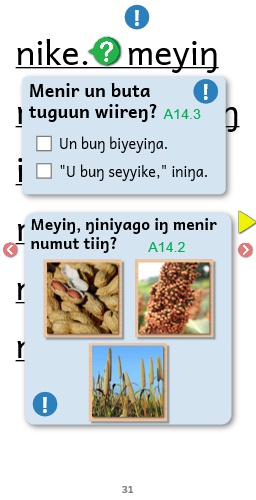 nike. ? meyiŋ
!
Menir un buta
tuguun wiireŋ? A14.3
Un buŋ biyeyiŋa.
"U buŋ seyyike," iniŋa.
ŋ
Meyiŋ, ŋiniyago iŋ menir
numut tiiŋ?
A14.2
!
31